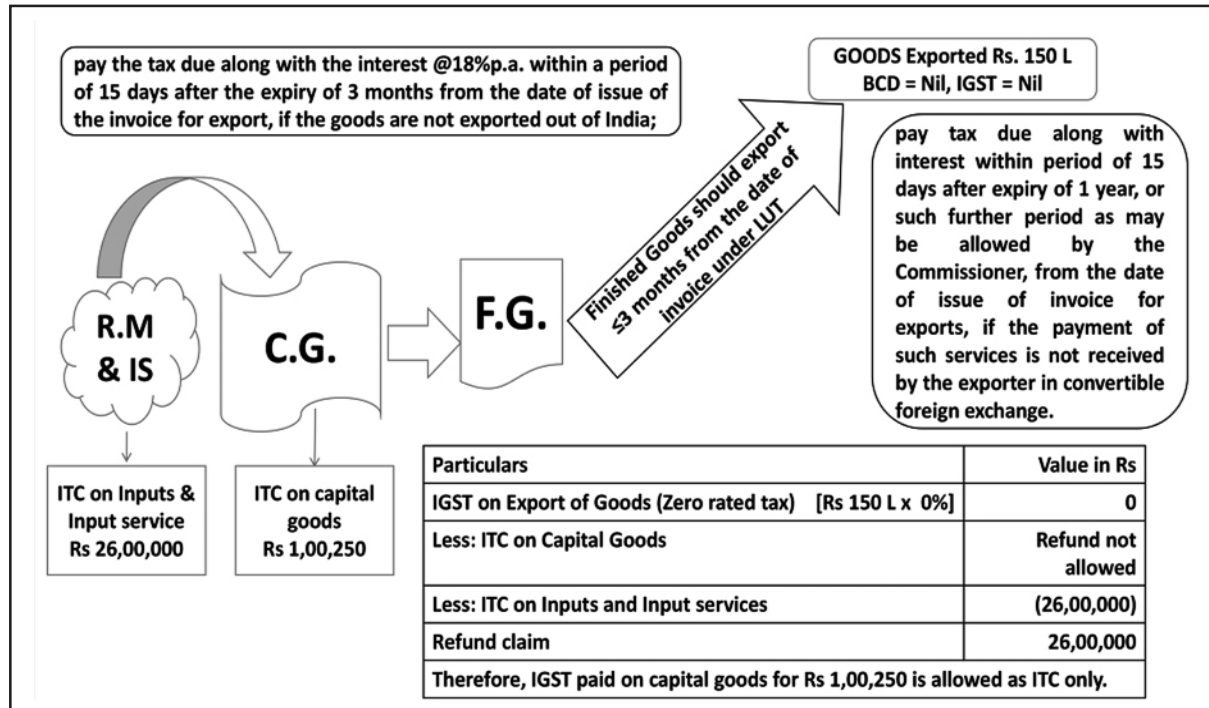 pay the tax due along with the interest @18%p.a. within a period
of 15 days after the expiry of 3 months from the date of issue of
the invoice for export, if the goods are not exported out of India;
GOODS Exported Rs. 150 L
BCD = Nil, IGST = Nil
Finished Goods should export
≤3 months from the date of
invoice under LUT
pay tax due along with
interest within period of 15
days after expiry of 1 year, or
such further period as may
be allowed by the
Commissioner, from the date
of issue of invoice for
exports, if the payment of
such services is not received
by the exporter in convertible
foreign exchange.
R.M
& IS
C.G.
F.G.
ITC on Inputs &
Input service
Rs 26,00,000
ITC on capital
goods
Rs 1,00,250
Particulars Value in Rs
IGST on Export of Goods (Zero rated tax) [Rs 150 L x 0%] 0
Less: ITC on Capital Goods Refund not
allowed
Less: ITC on Inputs and Input services (26,00,000)
Refund claim 26,00,000
Therefore, IGST paid on capital goods for Rs 1,00,250 is allowed as ITC only.